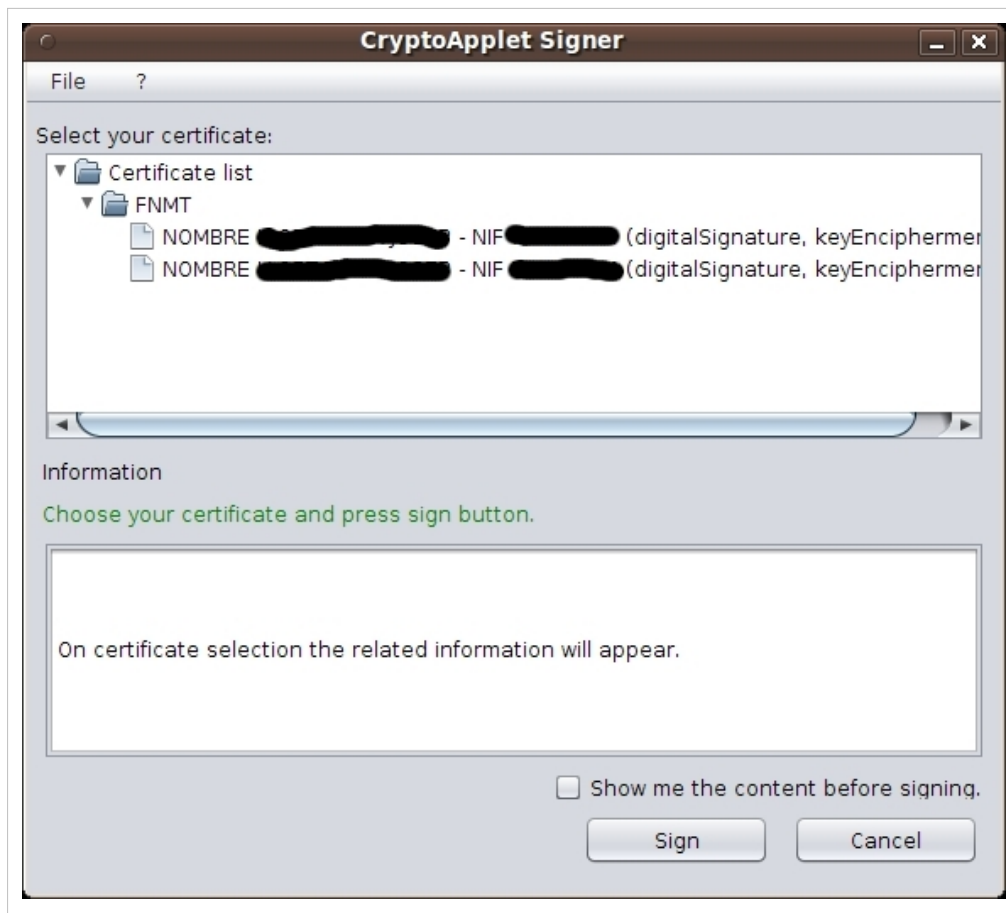 CryptoApplet Signer
File ?
Select your certificate:
Certificate list
FNMT
NOMBRE - NIF (digitalSignature, keyEnciphermen
NOMBRE - NIF (digitalSignature, keyEnciphermen
Information
Choose your certificate and press sign button.
On certificate selection the related information will appear.
Show me the content before signing.
Sign Cancel